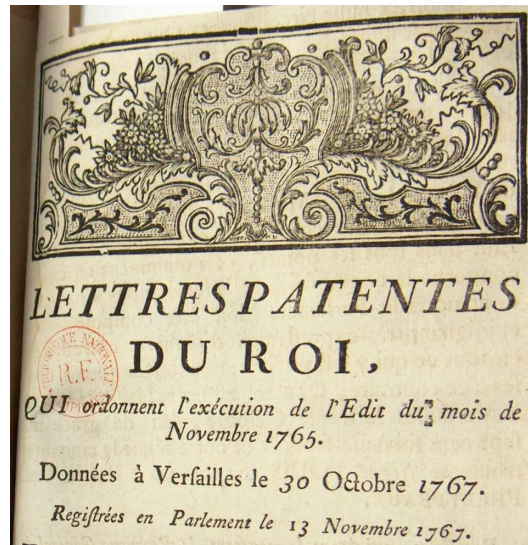 LETTRES PATENTES
DU ROI,
QUI ordonnent l'exécution de l'Edit du mois de
Novembre 1765.
Données à Verſailles le 30 Octobre 1767.
Regiſtrées en Parlement le 13 Novembre 1767.
NATIONALE
R.F.